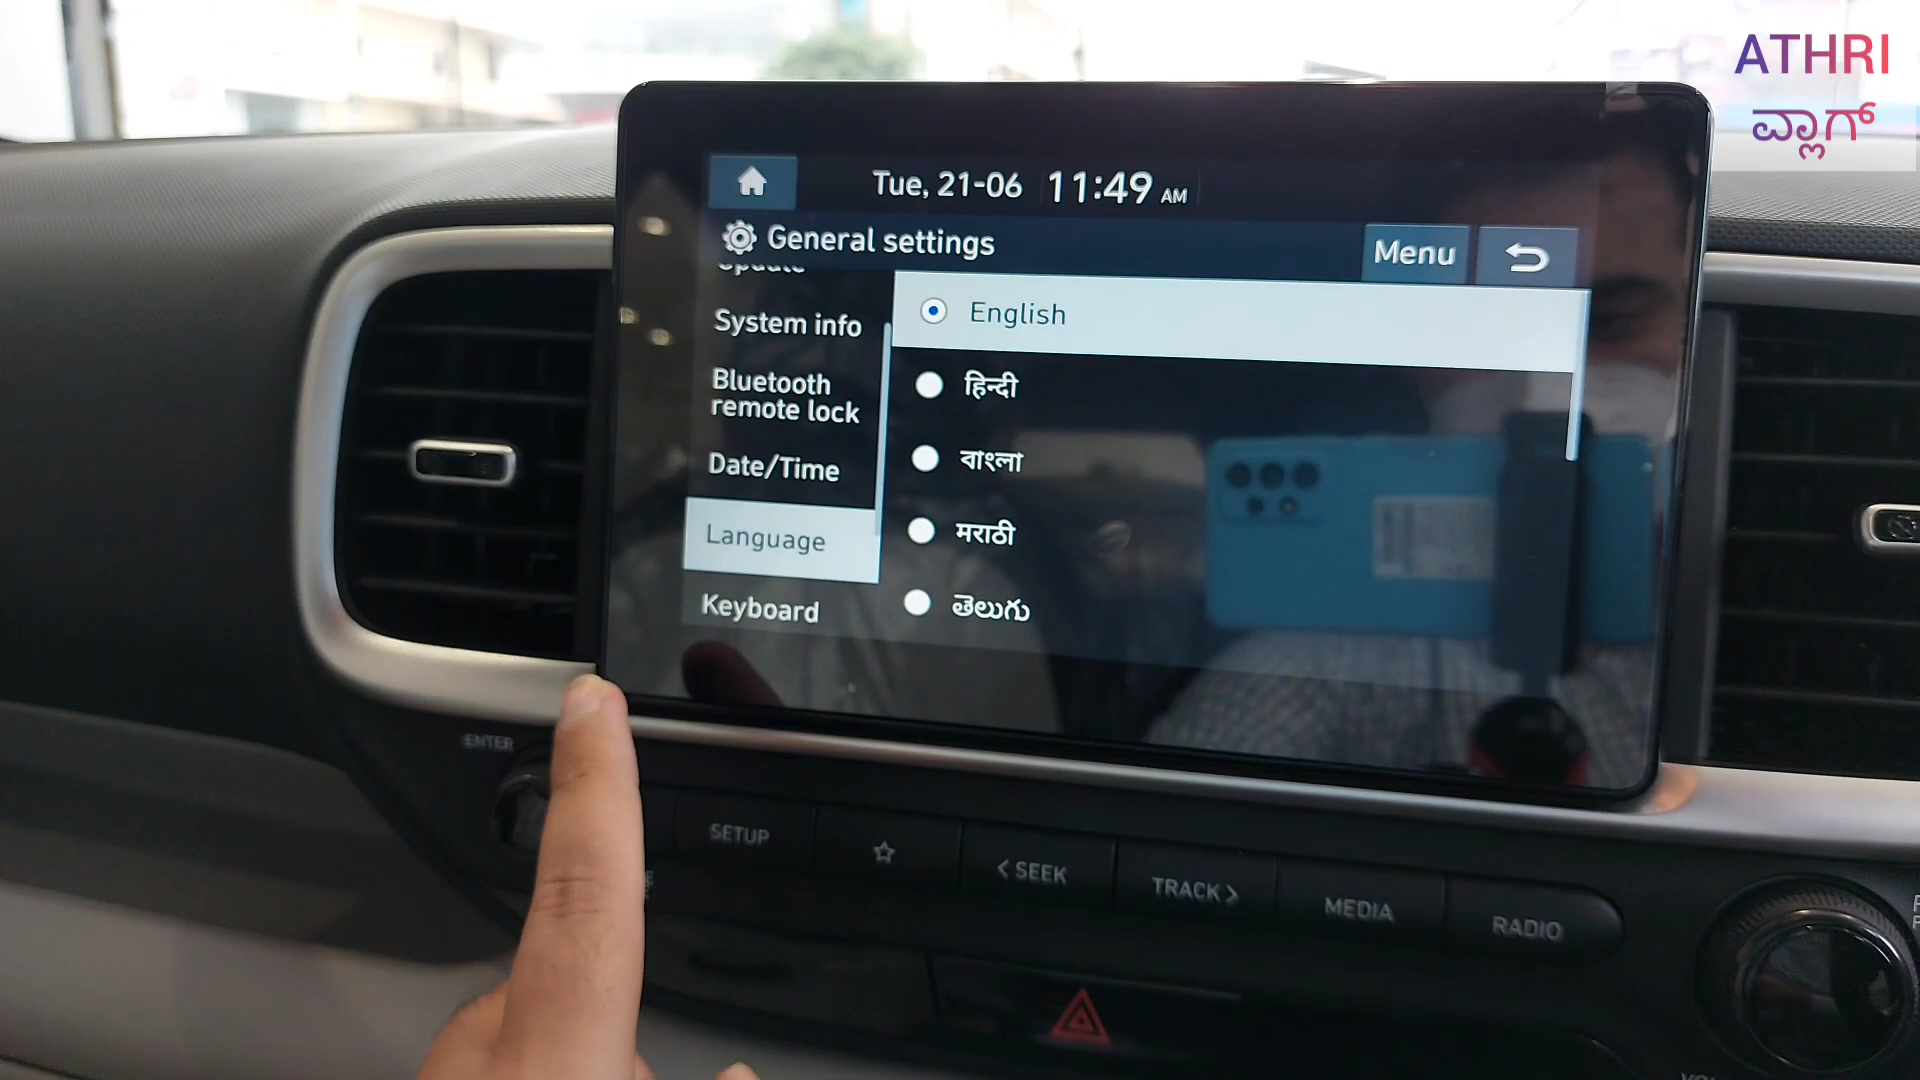 ATHRI
ವ್ಲಾಗ್
Tue, 21-06 11:49 AM
General settings
Menu
Update
System info
Bluetooth
remote lock
Date/Time
Language
Keyboard
English
हिन्दी
বাংলা
मराठी
తెలుగు
ENTER
SETUP
☆
< SEEK
TRACK >
MEDIA
RADIO